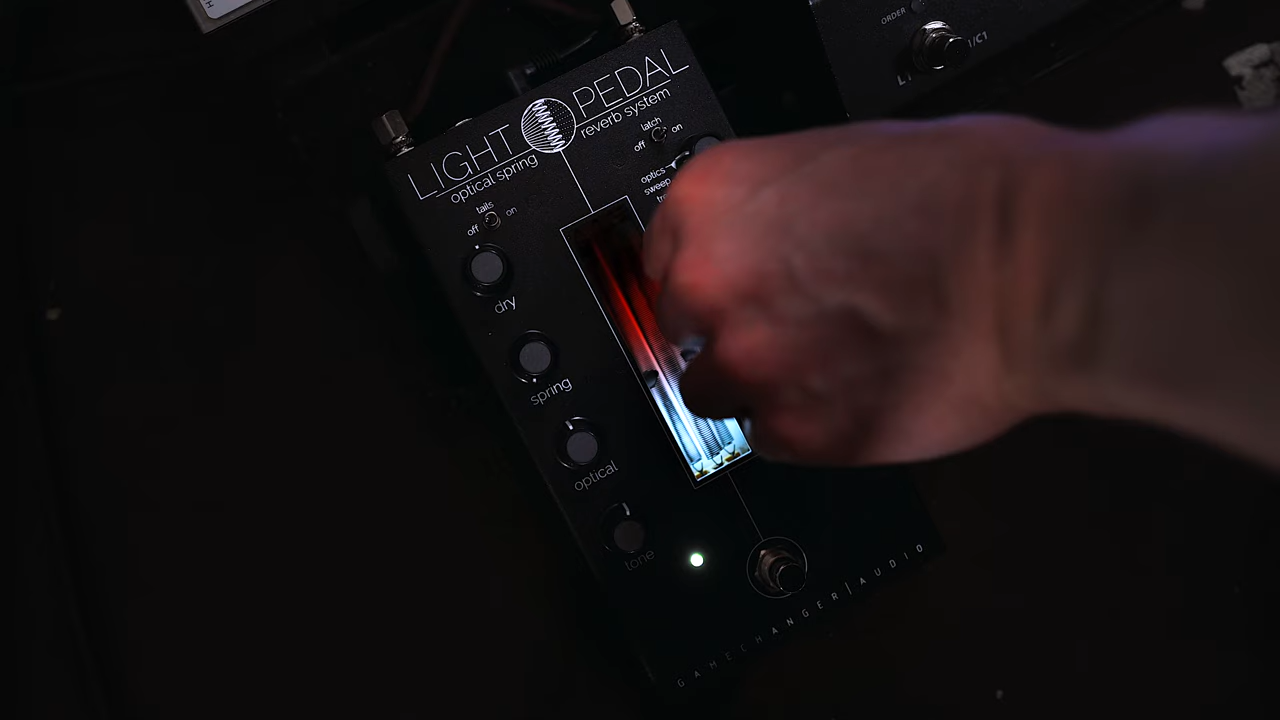 ORDER
LIGHT PEDAL
optical spring reverb system
latch
off on
optics
sweep
tails
off on
dry
spring
optical
tone
GAMECHANGER|AUDIO